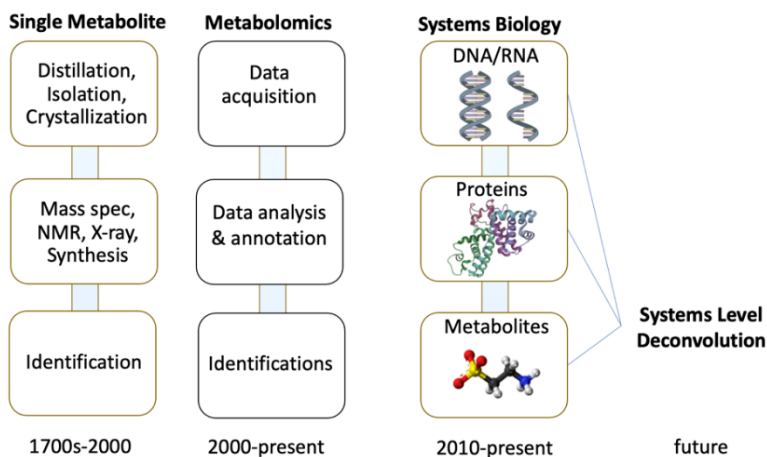 Single Metabolite
Distillation,
Isolation,
Crystallization
Mass spec,
NMR, X-ray,
Synthesis
Identification
1700s-2000
Metabolomics
Data
acquisition
Data analysis
& annotation
Identifications
2000-present
Systems Biology
DNA/RNA
Proteins
Metabolites
2010-present
Systems Level
Deconvolution
future